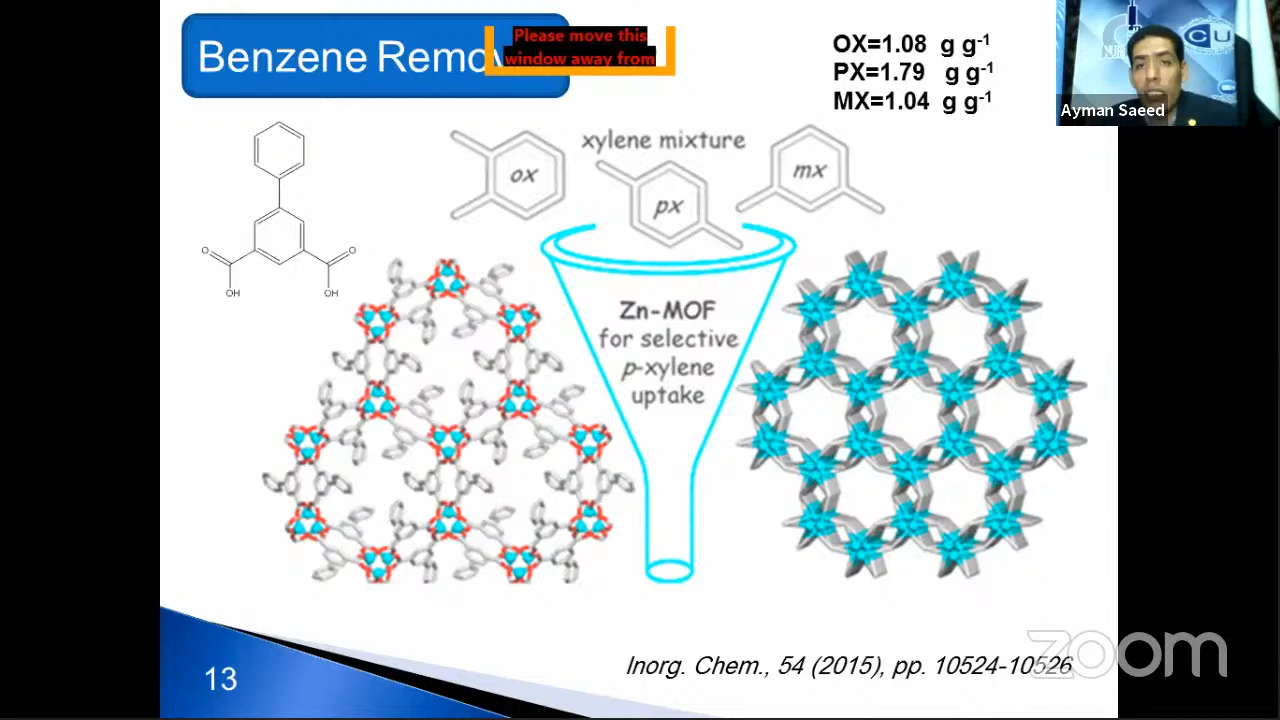 Benzene Remov
Please move this
window away from
OX=1.08 g g-1
PX=1.79 g g-1
MX=1.04 g g-1
Ayman Saeed
CU
xylene mixture
ox
px
mx
O
OH
O
OH
Zn-MOF
for selective
p-xylene
uptake
13
Inorg. Chem., 54 (2015), pp. 10524-10526
zoom